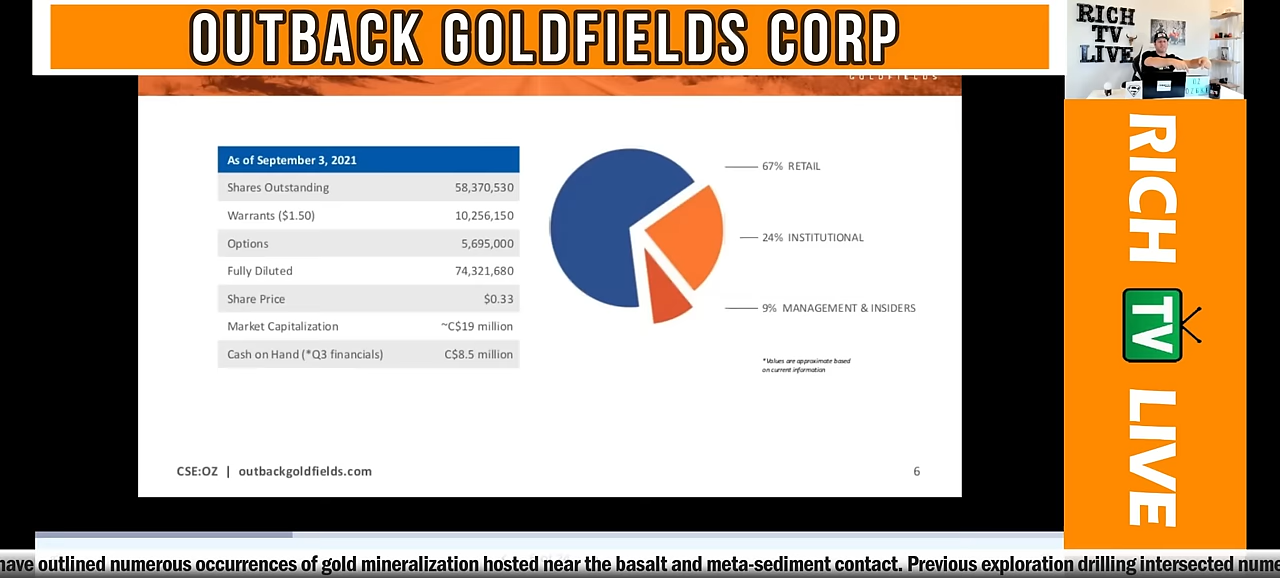 OUTBACK GOLDFIELDS CORP
RICH
TV
LIVE
GOLDFIELDS
As of September 3, 2021
Shares Outstanding 58,370,530
Warrants ($1.50) 10,256,150
Options 5,695,000
Fully Diluted 74,321,680
Share Price $0.33
Market Capitalization ~C$19 million
Cash on Hand (*Q3 financials) C$8.5 million
67% RETAIL
24% INSTITUTIONAL
9% MANAGEMENT & INSIDERS
*Values are approximate based
on current information
CSE:OZ | outbackgoldfields.com 6
RICH TV LIVE
have outlined numerous occurrences of gold mineralization hosted near the basalt and meta-sediment contact. Previous exploration drilling intersected nume